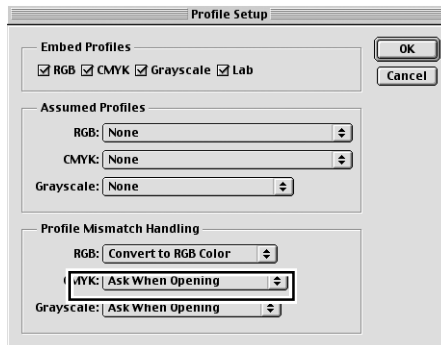 Profile Setup
Embed Profiles
RGB CMYK Grayscale Lab
OK
Cancel
Assumed Profiles
RGB: None
CMYK: None
Grayscale: None
Profile Mismatch Handling
RGB: Convert to RGB Color
CMYK: Ask When Opening
Grayscale: Ask When Opening